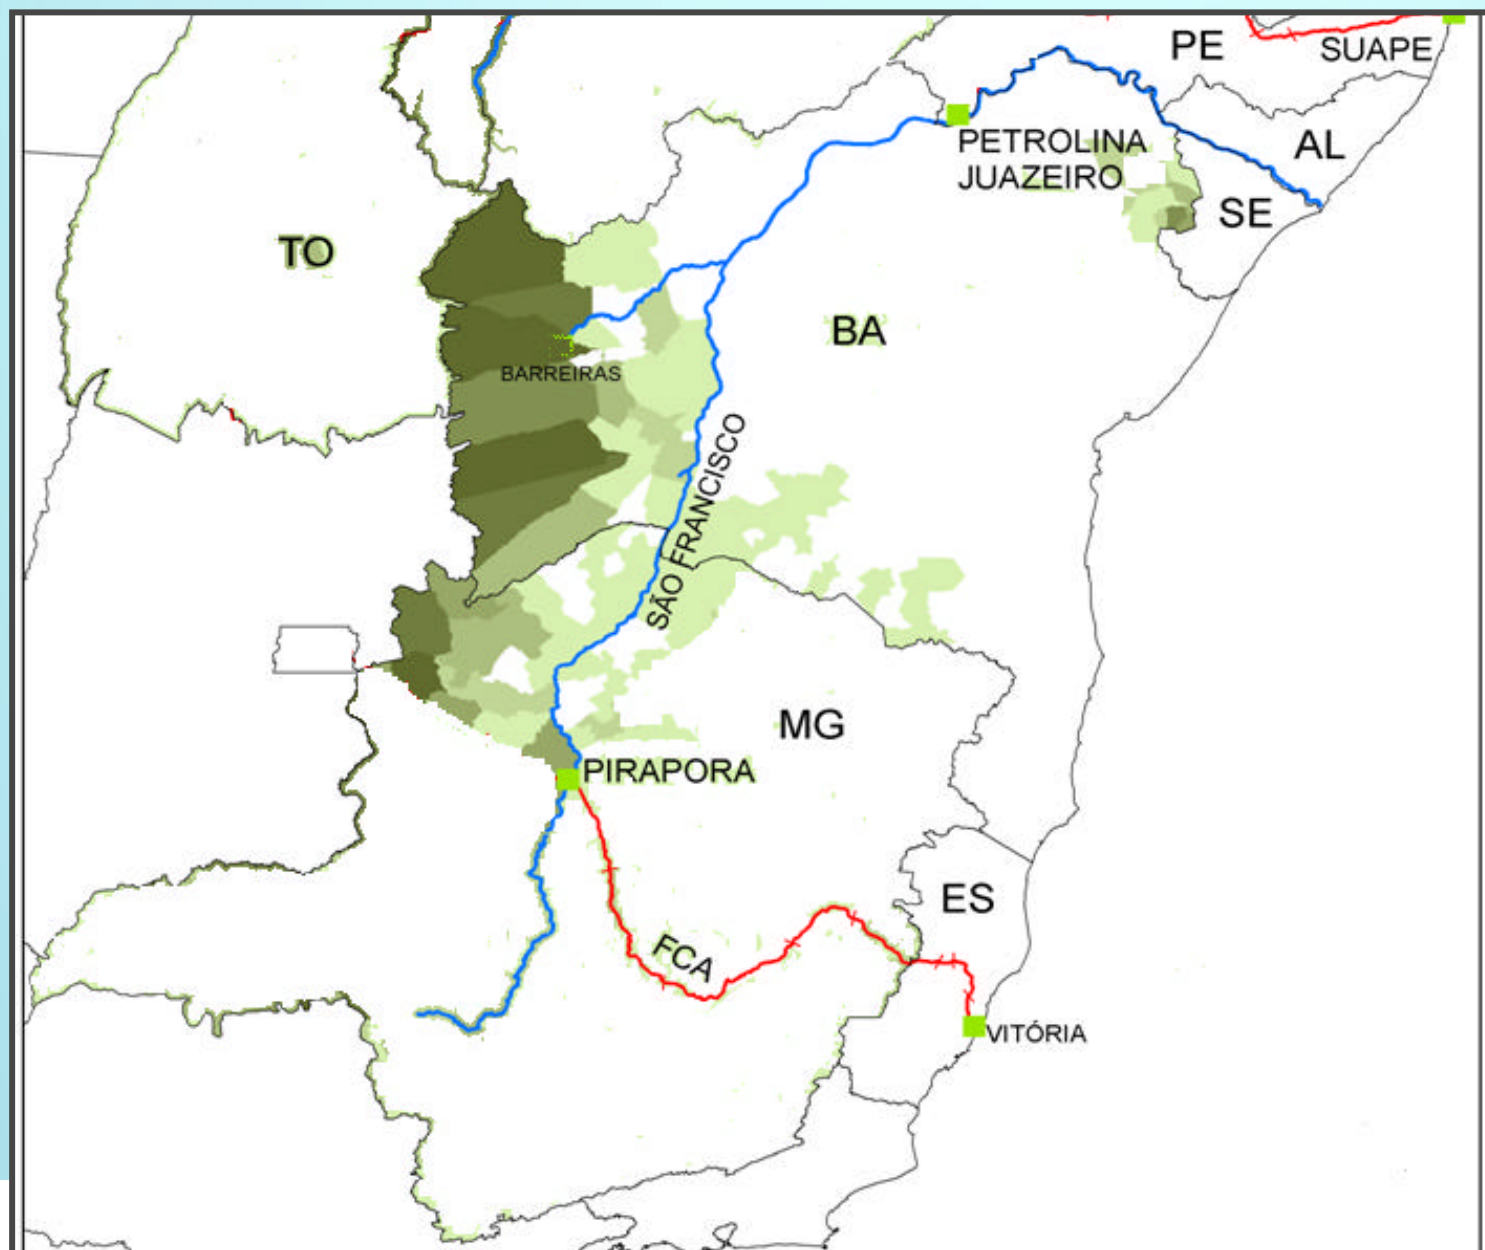 PE
SUAPE
PETROLINA
JUAZEIRO
AL
SE
TO
BA
BARREIRAS
SÃO FRANCISCO
MG
PIRAPORA
ES
FCA
VITÓRIA